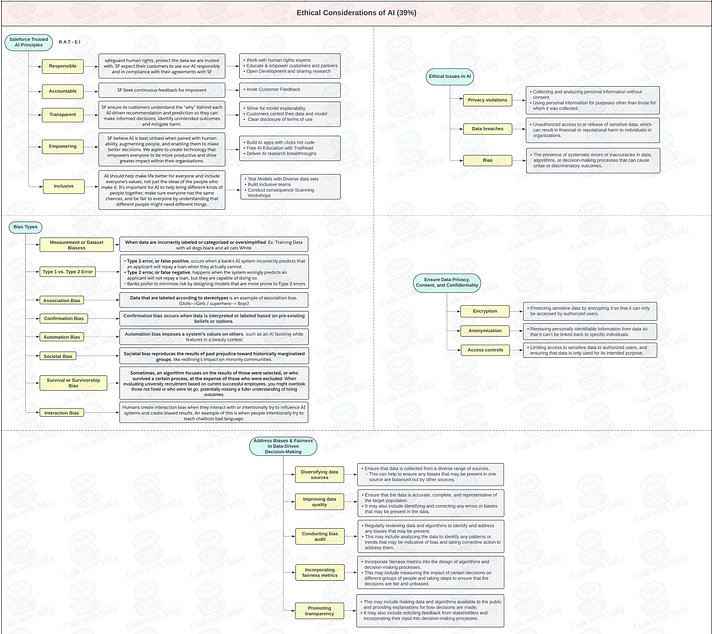 Ethical Considerations of AI (39%)
Saleforce Trusted
AI Principles
R A T - E I
Responsible
safeguard human rights, protect the data we are trusted
with. SF expect their customers to use our AI responsibly
and in compliance with their agreements with SF
• Work with human rights experts
• Educate & empower customers and partners
• Open Development and sharing research
Accountable
SF Seek continuous feedback for improvement
• Invite Customer Feedback
Transparent
SF ensure its customers understand the "why" behind each
AI-driven recommendation and prediction so they can
make informed decisions, identify unintended outcomes
and mitigate harm.
• Strive for model explainability
• Customers control their data and model
• Clear disclosure of terms of use
Empowering
SF believe AI is best utilised when paired with human
ability, augmenting people, and enabling them to make
better decisions. We aspire to create technology that
empowers everyone to be more productive and drive
greater impact within their organisations.
• Build AI apps with clicks not code
• Free AI Education with Trailhead
• Deliver AI research breakthroughs
Inclusive
AI should help make life better for everyone and include
everyone's values, not just the ideas of the people who
make it. It's important for AI to help bring different kinds of
people together, make sure everyone has the same
chances, and be fair to everyone by understanding that
different people might need different things.
• Test Models with Diverse data sets
• Build inclusive teams
• Conduct consequence Scanning
Workshops
Ethical Issues in AI
Privacy violations
• Collecting and analyzing personal information without
consent
• Using personal information for purposes other than those for
which it was collected.
Data breaches
• Unauthorized access to or release of sensitive data, which
can result in financial or reputational harm to individuals or
organizations.
Bias
• The presence of systematic errors or inaccuracies in data,
algorithms, or decision-making processes that can cause
unfair or discriminatory outcomes.
Bias Types
Measurement or Dataset
Biasess
When data are incorrectly labeled or categorized or oversimplified. Ex: Training Data
with all dogs black and all cats White
Type 1 vs. Type 2 Error
• Type 1 error, or false positive, occurs when a bank's AI system incorrectly predicts that
an applicant will repay a loan when they actually cannot.
• Type 2 error, or false negative, happens when the system wrongly predicts an
applicant will not repay loan, but they are capable of doing so.
• Banks prefer to minimize risk by designing models that are more prone to Type 2 errors
Association Bias
Data that are labeled according to stereotypes is an example of association bias.
(Dolls-->Girls / superhero--> Boys)
Confirmation Bias
Confirmation bias occurs when data is interpreted or labeled based on pre-existing
beliefs or notions.
Automation Bias
Automation bias imposes a system's values on others, such as an AI favoring white
features in a beauty contest
Societal Bias
Societal bias reproduces the results of past prejudice toward historically marginalized
groups, like redlining's impact on minority communities.
Survival or Survivorship
Bias
Sometimes, an algorithm focuses on the results of those were selected, or who
survived a certain process, at the expense of those who were excluded. When
evaluating university recruitment based on current successful employees, you might overlook
those not hired or who were let go, potentially missing a fuller understanding of hiring
outcomes.
Interaction Bias
Humans create interaction bias when they interact with or intentionally try to influence AI
systems and create biased results. An example of this is when people intentionally try to
teach chatbots bad language.
Ensure Data Privacy,
Consent, and Confidentiality
Encryption
• Protecting sensitive data by encrypting it so that it can only
be accessed by authorized users.
Anonymization
• Removing personally identifiable information from data so
that it can't be linked back to specific individuals.
Access controls
• Limiting access to sensitive data to authorized users, and
ensuring that data is only used for its intended purpose.
Address Biases & Fairness
in Data-Driven
Decision-Making
Diversifying data
sources
• Ensure that data is collected from a diverse range of sources.
◦ This can help to ensure any biases that may be present in one
source are balanced out by other sources.
Improving data
quality
• Ensure that the data is accurate, complete, and representative of
the target population.
• It may also include identifying and correcting any errors or biases
that may be present in the data.
Conducting bias
audit
• Regularly reviewing data and algorithms to identify and address
any biases that may be present.
• This may include analyzing the data to identify any patterns or
trends that may be indicative of bias and taking corrective action to
address them.
Incorporating
fairness metrics
• Incorporate fairness metrics into the design of algorithms and
decision-making processes.
• This may include measuring the impact of certain decisions on
different groups of people and taking steps to ensure that the
decisions are fair and unbiased.
Promoting
transparency
• This may include making data and algorithms available to the public
and providing explanations for how decisions are made.
• It may also include soliciting feedback from stakeholders and
incorporating their input into decision-making processes.